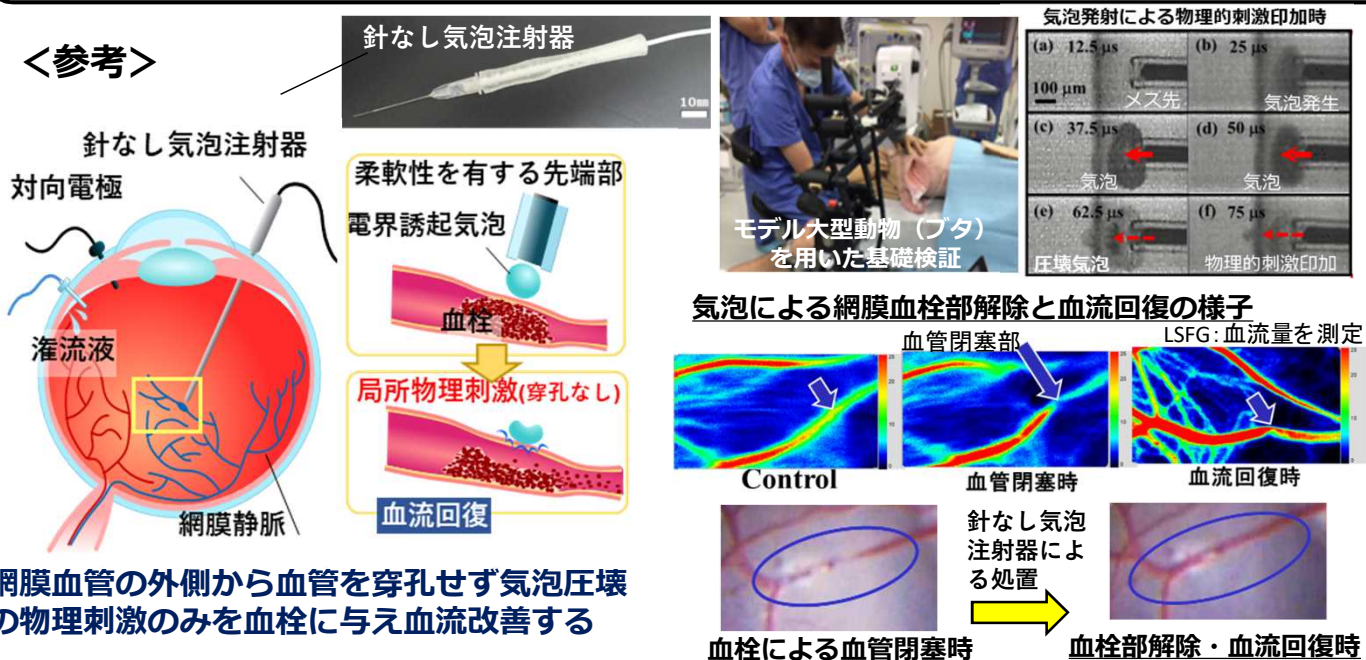 ＜参考＞
針なし気泡注射器
10mm
針なし気泡注射器
対向電極
灌流液
網膜静脈
柔軟性を有する先端部
電界誘起気泡
血栓
局所物理刺激(穿孔なし)
血流回復
網膜血管の外側から血管を穿孔せず気泡圧壊
の物理刺激のみを血栓に与え血流改善する
モデル大型動物（ブタ）
を用いた基礎検証
気泡発射による物理的刺激印加時
(a) 12.5 μs
100 μm
メス先
(b) 25 μs
気泡発生
(c) 37.5 μs
気泡
(d) 50 μs
気泡
(e) 62.5 μs
圧壊気泡
(f) 75 μs
物理的刺激印加
気泡による網膜血栓部解除と血流回復の様子
血管閉塞部
LSFG：血流量を測定
Control
血管閉塞時
血流回復時
針なし気泡
注射器によ
る処置
血栓による血管閉塞時
血栓部解除・血流回復時